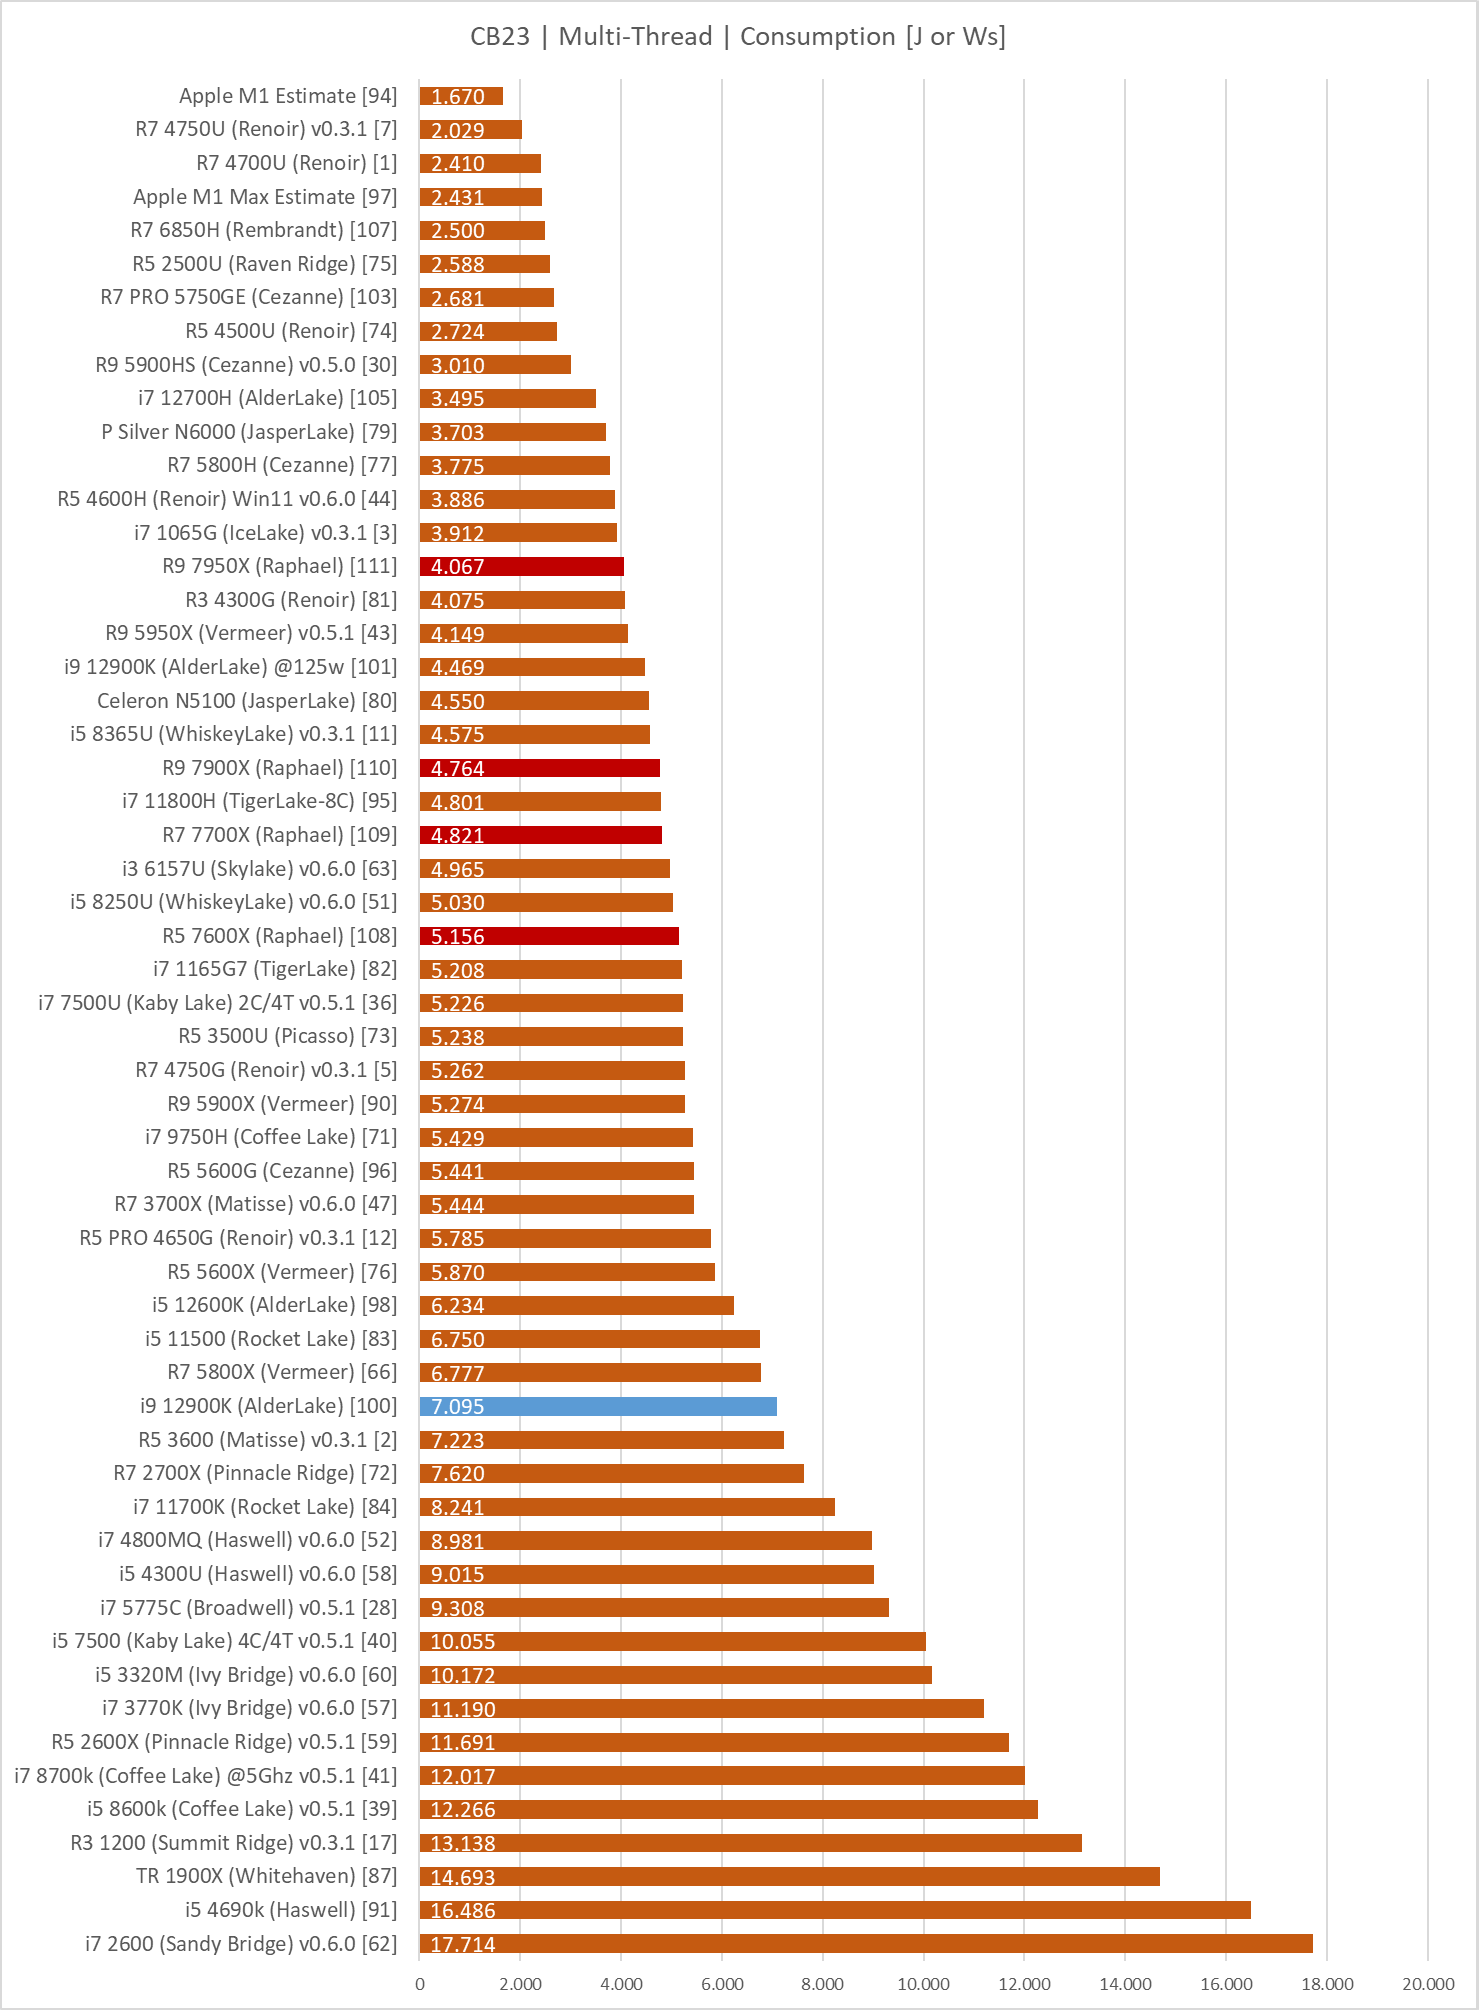 CB23 | Multi-Thread | Consumption [J or Ws]
Apple M1 Estimate [94] 1.670
R7 4750U (Renoir) v0.3.1 [7] 2.029
R7 4700U (Renoir) [1] 2.410
Apple M1 Max Estimate [97] 2.431
R7 6850H (Rembrandt) [107] 2.500
R5 2500U (Raven Ridge) [75] 2.588
R7 PRO 5750GE (Cezanne) [103] 2.681
R5 4500U (Renoir) [74] 2.724
R9 5900HS (Cezanne) v0.5.0 [30] 3.010
i7 12700H (AlderLake) [105] 3.495
P Silver N6000 (JasperLake) [79] 3.703
R7 5800H (Cezanne) [77] 3.775
R5 4600H (Renoir) Win11 v0.6.0 [44] 3.886
i7 1065G (IceLake) v0.3.1 [3] 3.912
R9 7950X (Raphael) [111] 4.067
R3 4300G (Renoir) [81] 4.075
R9 5950X (Vermeer) v0.5.1 [43] 4.149
i9 12900K (AlderLake) @125w [101] 4.469
Celeron N5100 (JasperLake) [80] 4.550
i5 8365U (WhiskeyLake) v0.3.1 [11] 4.575
R9 7900X (Raphael) [110] 4.764
i7 11800H (TigerLake-8C) [95] 4.801
R7 7700X (Raphael) [109] 4.821
i3 6157U (Skylake) v0.6.0 [63] 4.965
i5 8250U (WhiskeyLake) v0.6.0 [51] 5.030
R5 7600X (Raphael) [108] 5.156
i7 1165G7 (TigerLake) [82] 5.208
i7 7500U (Kaby Lake) 2C/4T v0.5.1 [36] 5.226
R5 3500U (Picasso) [73] 5.238
R7 4750G (Renoir) v0.3.1 [5] 5.262
R9 5900X (Vermeer) [90] 5.274
i7 9750H (Coffee Lake) [71] 5.429
R5 5600G (Cezanne) [96] 5.441
R7 3700X (Matisse) v0.6.0 [47] 5.444
R5 PRO 4650G (Renoir) v0.3.1 [12] 5.785
R5 5600X (Vermeer) [76] 5.870
i5 12600K (AlderLake) [98] 6.234
i5 11500 (Rocket Lake) [83] 6.750
R7 5800X (Vermeer) [66] 6.777
i9 12900K (AlderLake) [100] 7.095
R5 3600 (Matisse) v0.3.1 [2] 7.223
R7 2700X (Pinnacle Ridge) [72] 7.620
i7 11700K (Rocket Lake) [84] 8.241
i7 4800MQ (Haswell) v0.6.0 [52] 8.981
i5 4300U (Haswell) v0.6.0 [58] 9.015
i7 5775C (Broadwell) v0.5.1 [28] 9.308
i5 7500 (Kaby Lake) 4C/4T v0.5.1 [40] 10.055
i5 3320M (Ivy Bridge) v0.6.0 [60] 10.172
i7 3770K (Ivy Bridge) v0.6.0 [57] 11.190
R5 2600X (Pinnacle Ridge) v0.5.1 [59] 11.691
i7 8700k (Coffee Lake) @5Ghz v0.5.1 [41] 12.017
i5 8600k (Coffee Lake) v0.5.1 [39] 12.266
R3 1200 (Summit Ridge) v0.3.1 [17] 13.138
TR 1900X (Whitehaven) [87] 14.693
i5 4690k (Haswell) [91] 16.486
i7 2600 (Sandy Bridge) v0.6.0 [62] 17.714
0 2.000 4.000 6.000 8.000 10.000 12.000 14.000 16.000 18.000 20.000